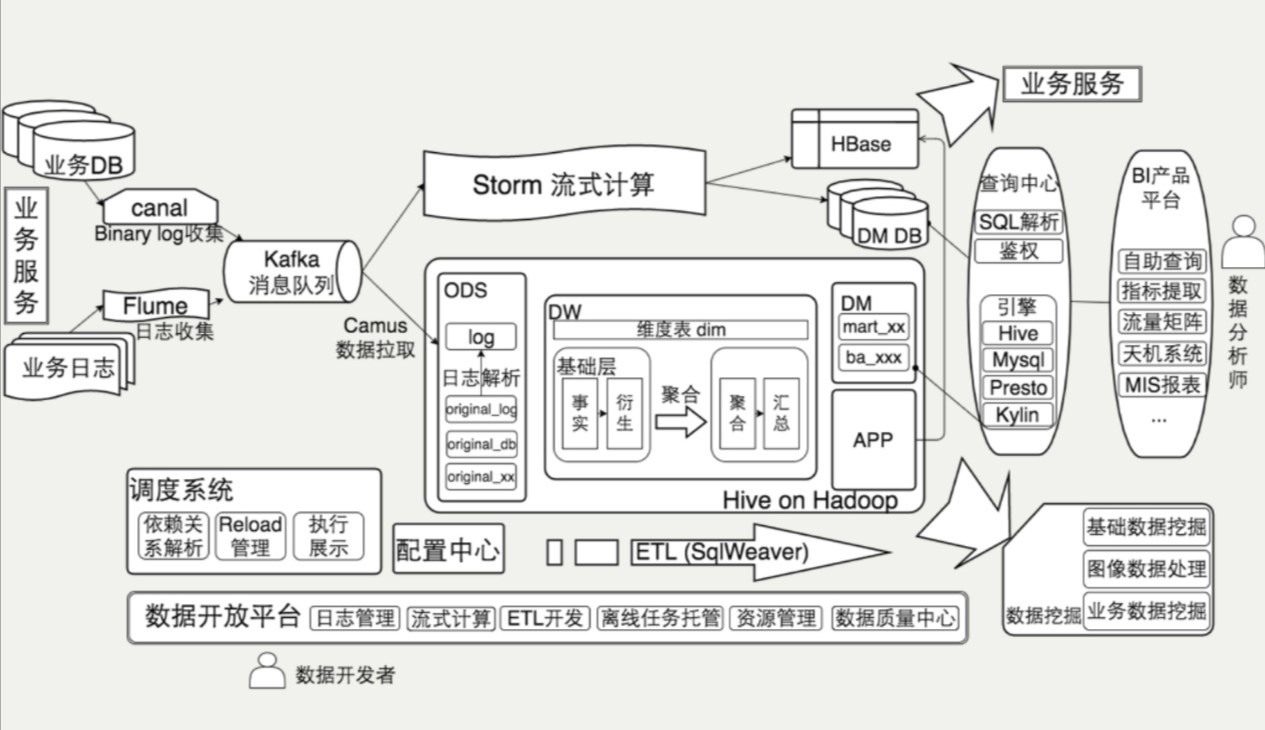 业务DB
业务服务
canal
Binary log收集
Flume
日志收集
业务日志
Kafka
消息队列
Camus
数据拉取
Storm 流式计算
HBase
DM DB
业务服务
ODS
log
日志解析
original_log
original_db
original_xx
DW
维度表 dim
基础层
事实
衍生
聚合
聚合
汇总
DM
mart_xx
ba_xxx
APP
Hive on Hadoop
查询中心
SQL解析
鉴权
引擎
Hive
Mysql
Presto
Kylin
BI产品
平台
自助查询
指标提取
流量矩阵
天机系统
MIS报表
...
数据分析师
调度系统
依赖关
系解析
Reload
管理
执行
展示
配置中心
ETL (SqlWeaver)
数据挖掘
基础数据挖掘
图像数据处理
业务数据挖掘
数据开放平台
日志管理
流式计算
ETL开发
离线任务托管
资源管理
数据质量中心
数据开发者